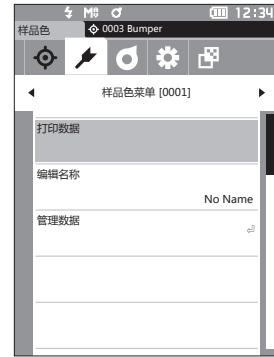 M 12:34
样品色 0003 Bumper
样品色菜单 [0001]
打印数据
编辑名称
No Name
管理数据